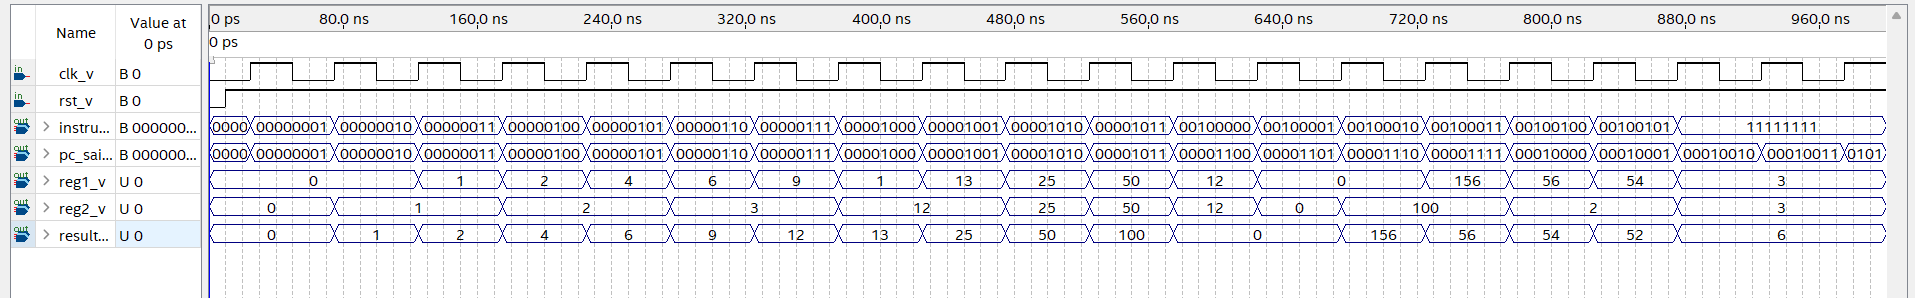 Name Value at 0 ps 0 ps 80.0 ns 160.0 ns 240.0 ns 320.0 ns 400.0 ns 480.0 ns 560.0 ns 640.0 ns 720.0 ns 800.0 ns 880.0 ns 960.0 ns
0 ps
in clk_v B 0
in rst_v B 0
out instru... B 000000... 0000 00000001 00000010 00000011 00000100 00000101 00000110 00000111 00001000 00001001 00001010 00001011 00100000 00100001 00100010 00100011 00100100 00100101 11111111
out pc_sai... B 000000... 0000 00000001 00000010 00000011 00000100 00000101 00000110 00000111 00001000 00001001 00001010 00001011 00001100 00001101 00001110 00001111 00010000 00010001 00010010 00010011 0101
out reg1_v U 0 0 1 2 4 6 9 1 13 25 50 12 0 156 56 54 3
out reg2_v U 0 0 1 2 3 12 25 50 12 0 100 2 3
out result... U 0 0 1 2 4 6 9 12 13 25 50 100 0 156 56 54 52 6